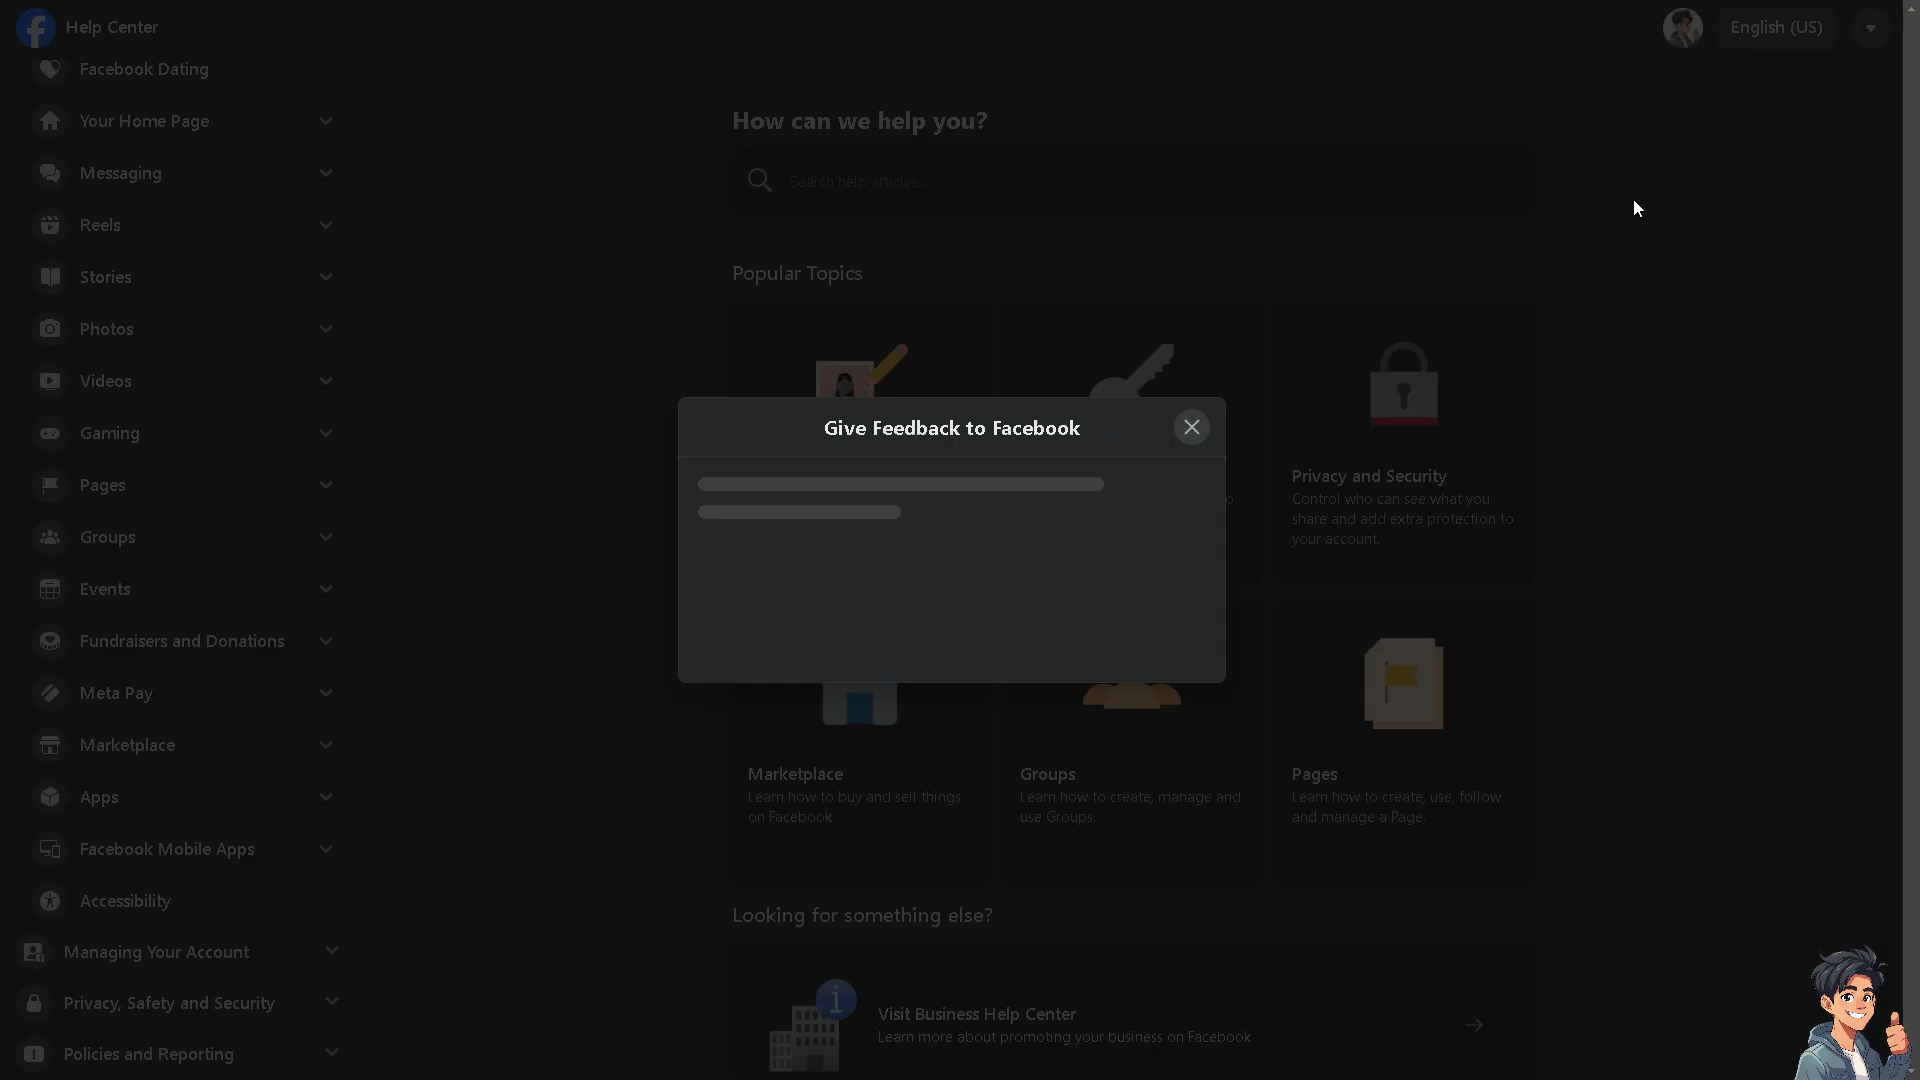 Help Center
English (US)
Facebook Dating
Your Home Page
Messaging
Reels
Stories
Photos
Videos
Gaming
Pages
Groups
Events
Fundraisers and Donations
Meta Pay
Marketplace
Apps
Facebook Mobile Apps
Accessibility
Managing Your Account
Privacy, Safety and Security
Policies and Reporting
How can we help you?
Search help articles...
Popular Topics
Give Feedback to Facebook
Privacy and Security
Control who can see what you
share and add extra protection to
your account.
Marketplace
Learn how to buy and sell things
on Facebook.
Groups
Learn how to create, manage and
use Groups.
Pages
Learn how to create, use, follow
and manage a Page.
Looking for something else?
Visit Business Help Center
Learn more about promoting your business on Facebook